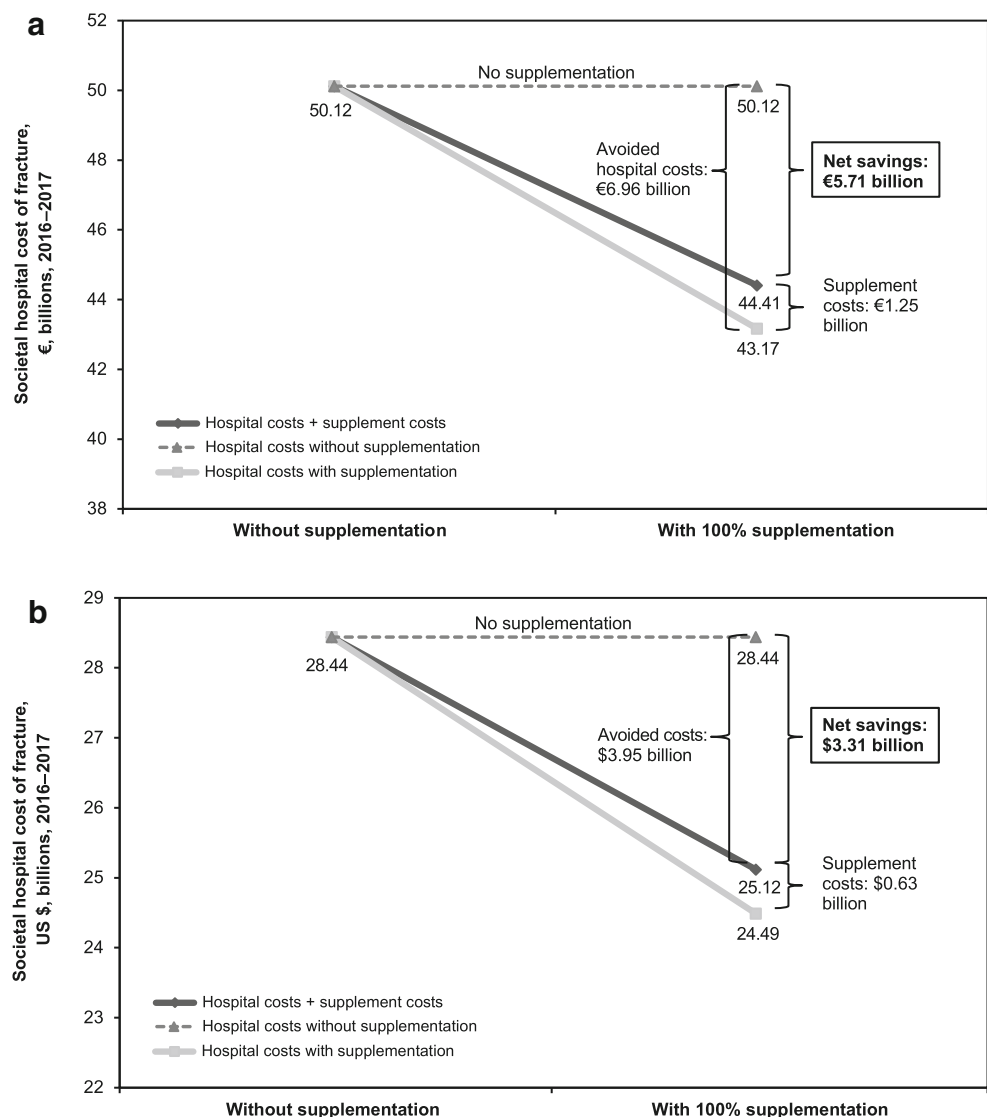 a
Societal hospital cost of fracture,
€, billions, 2016–2017
52
50
48
46
44
42
40
38
No supplementation
50.12
50.12
Avoided
hospital costs:
€6.96 billion
Net savings:
€5.71 billion
44.41
Supplement
costs: €1.25
billion
43.17
Hospital costs + supplement costs
Hospital costs without supplementation
Hospital costs with supplementation
Without supplementation
With 100% supplementation
b
Societal hospital cost of fracture,
US $, billions, 2016–2017
29
28
27
26
25
24
23
22
No supplementation
28.44
28.44
Avoided costs:
$3.95 billion
Net savings:
$3.31 billion
25.12
Supplement
costs: $0.63
billion
24.49
Hospital costs + supplement costs
Hospital costs without supplementation
Hospital costs with supplementation
Without supplementation
With 100% supplementation